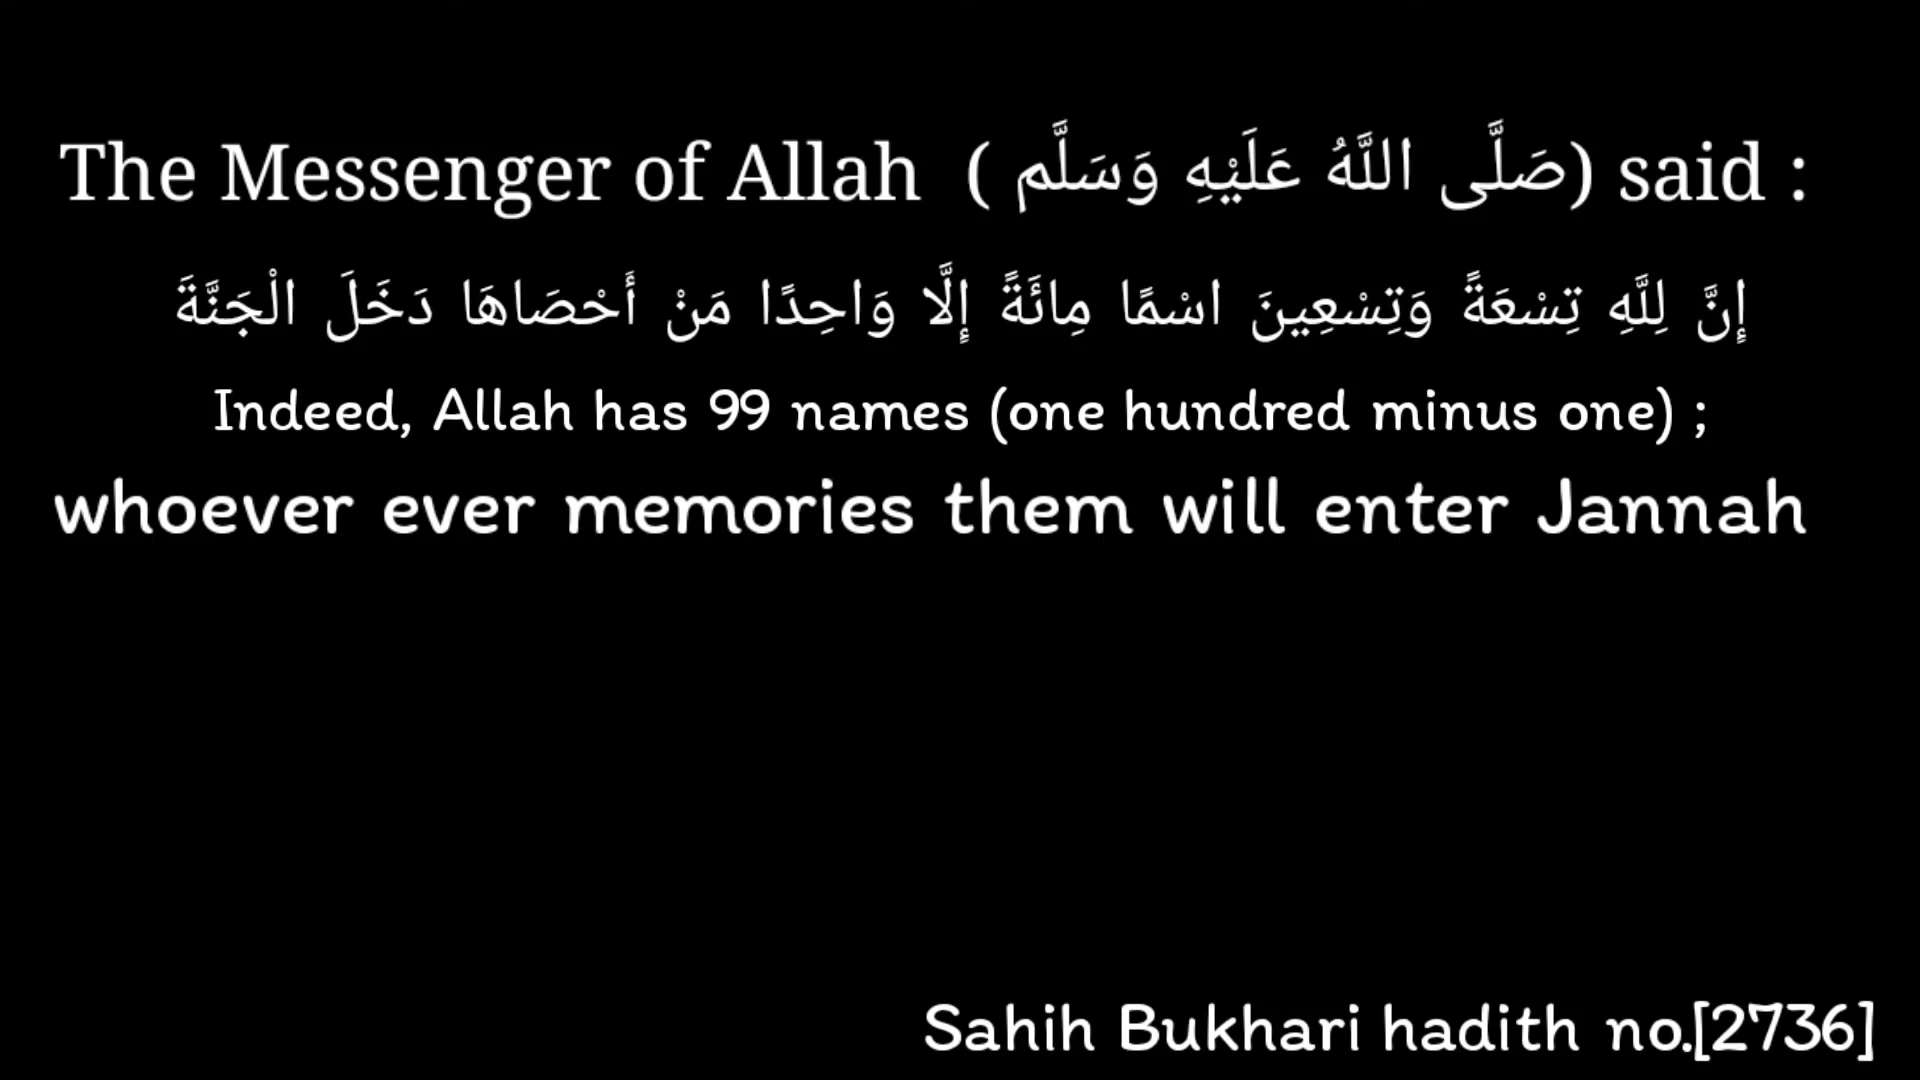 The Messenger of Allah ( صَلَّى اللَّهُ عَلَيْهِ وَسَلَّم) said :
إِنَّ لِلَّهِ تِسْعَةً وَتِسْعِينَ اسْمًا مِائَةً إِلَّا وَاحِدًا مَنْ أَحْصَاهَا دَخَلَ الْجَنَّةَ
Indeed, Allah has 99 names (one hundred minus one) ;
whoever ever memories them will enter Jannah
Sahih Bukhari hadith no.[2736]